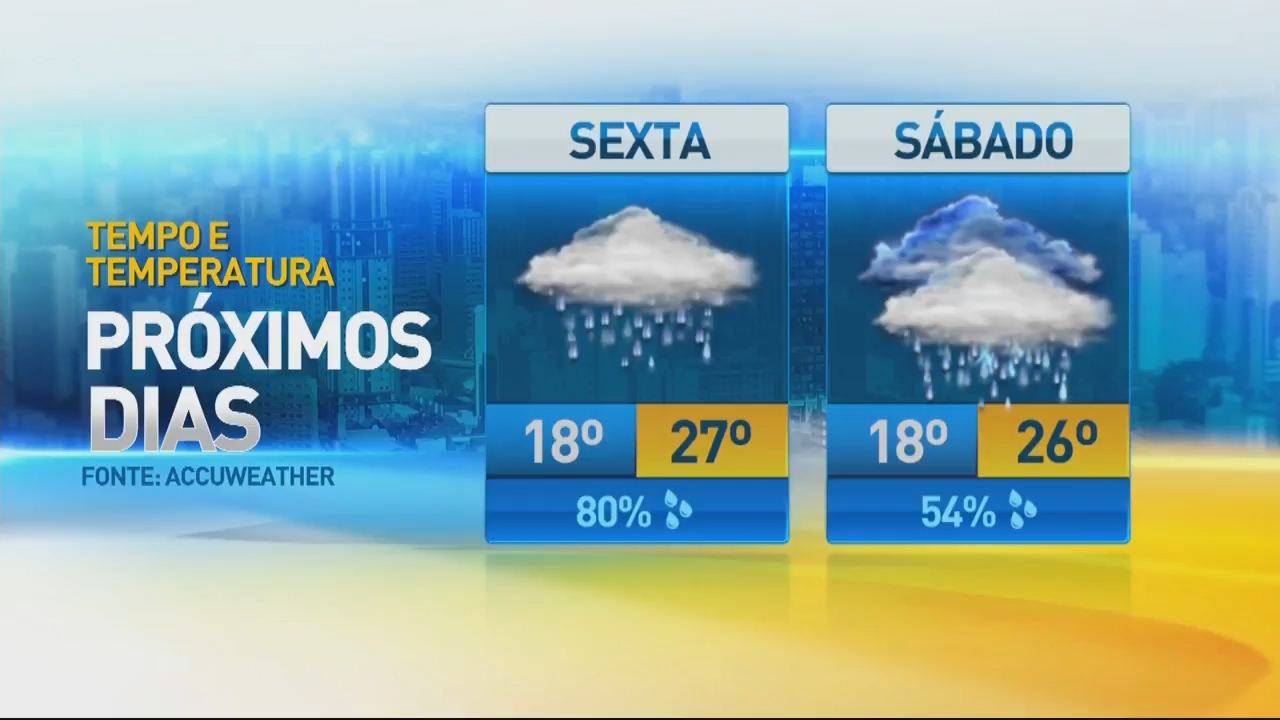 TEMPO E
TEMPERATURA
PRÓXIMOS
DIAS
FONTE: ACCUWEATHER
SEXTA
18º 27º
80%
SÁBADO
18º 26º
54%